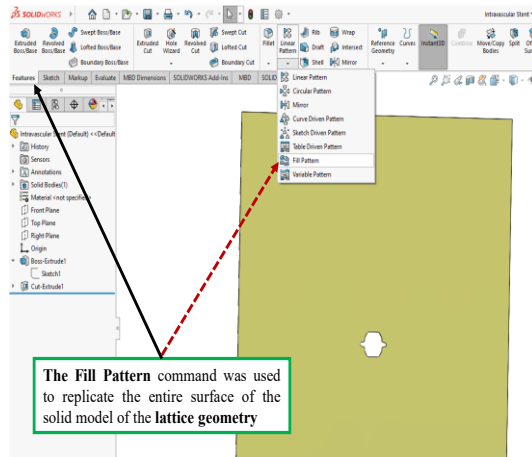 SOLIDWORKS
Intravascular Stent
Extruded Boss/Base
Revolved Boss/Base
Swept Boss/Base
Lofted Boss/Base
Boundary Boss/Base
Extruded Cut
Hole Wizard
Revolved Cut
Swept Cut
Lofted Cut
Boundary Cut
Fillet
Linear Pattern
Rib
Draft
Shell
Wrap
Intersect
Mirror
Reference Geometry
Curves
Instant3D
Combine
Move/Copy Bodies
Split
Features
Sketch
Markup
Evaluate
MBD Dimensions
SOLIDWORKS Add-Ins
MBD
SOLID
Linear Pattern
Circular Pattern
Mirror
Curve Driven Pattern
Sketch Driven Pattern
Table Driven Pattern
Fill Pattern
Variable Pattern
Intravascular Stent (Default) <<Default
History
Sensors
Annotations
Solid Bodies(1)
Material <not specified>
Front Plane
Top Plane
Right Plane
Origin
Boss-Extrude1
Sketch1
Cut-Extrude1
The Fill Pattern command was used
to replicate the entire surface of the
solid model of the lattice geometry